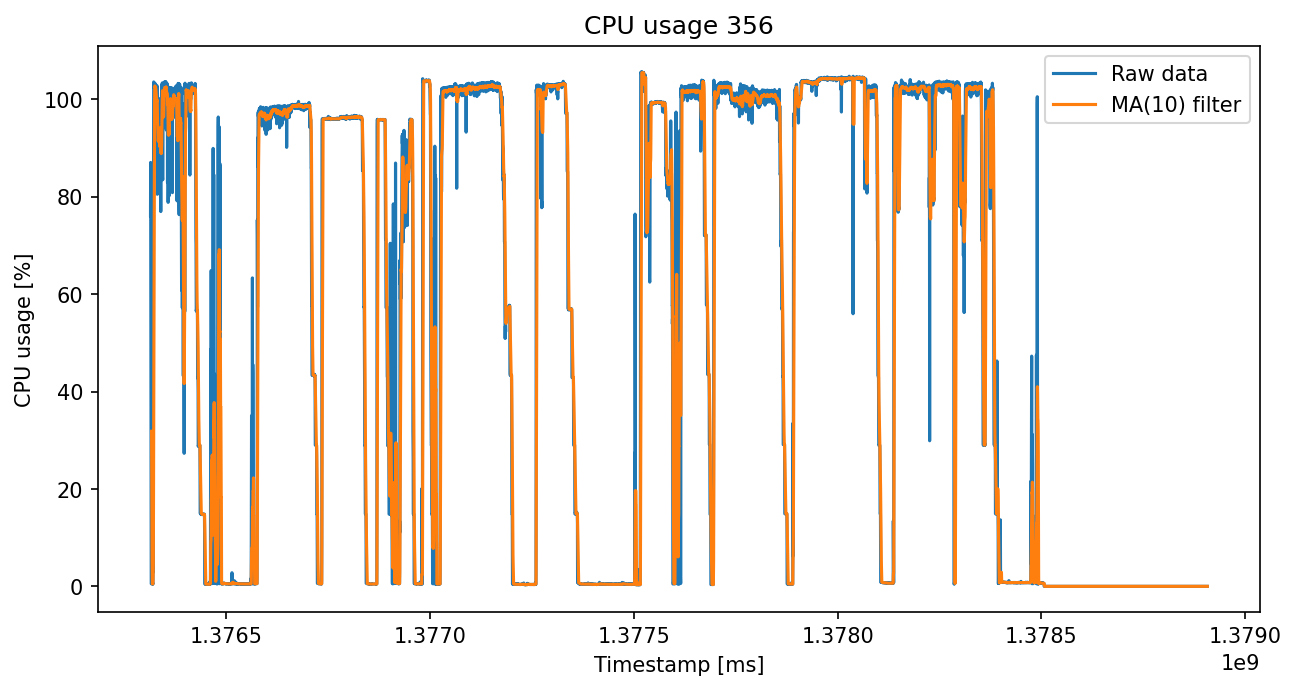 CPU usage 356
Raw data
MA(10) filter
CPU usage [%]
100
80
60
40
20
0
1.3765
1.3770
1.3775
1.3780
1.3785
1.3790
1e9
Timestamp [ms]